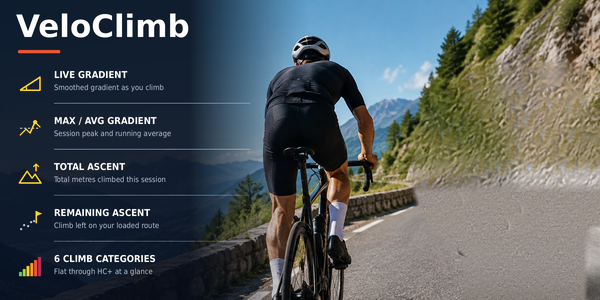 VeloClimb
LIVE GRADIENT
Smoothed gradient as you climb
MAX / AVG GRADIENT
Session peak and running average
TOTAL ASCENT
Total metres climbed this session
REMAINING ASCENT
Climb left on your loaded route
6 CLIMB CATEGORIES
Flat through HC+ at a glance